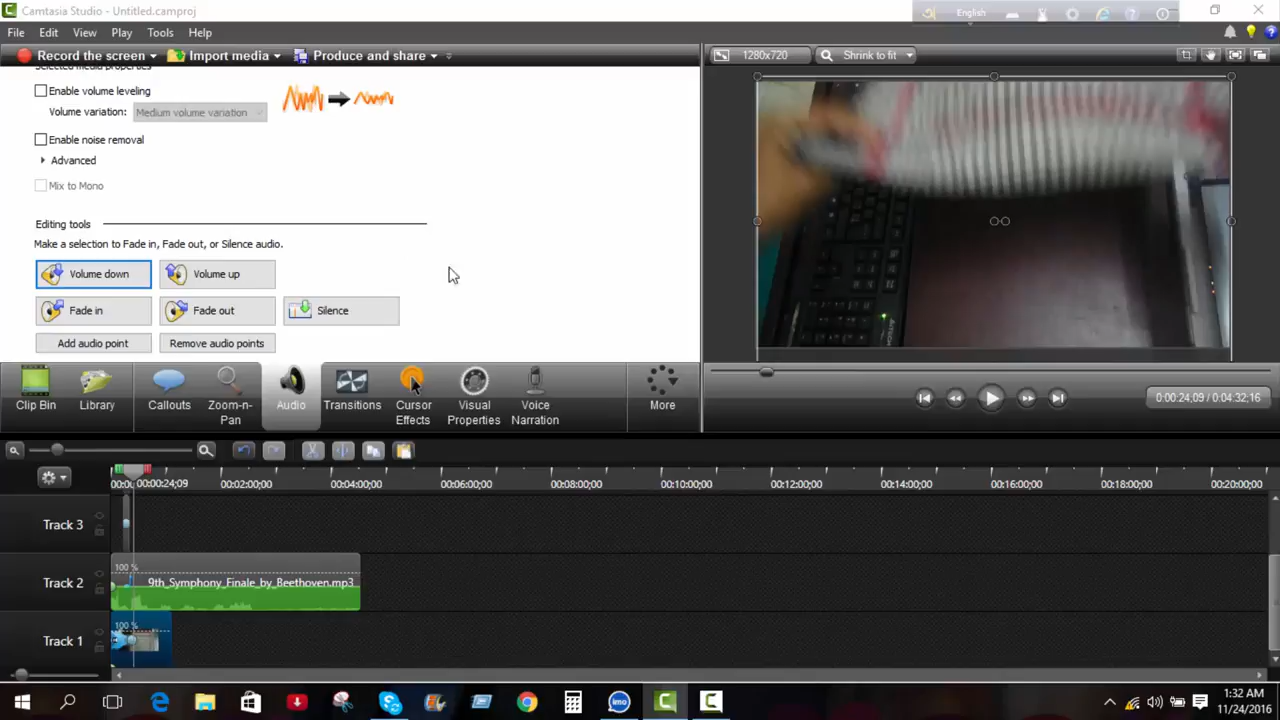 Camtasia Studio - Untitled.camproj
English
File Edit View Play Tools Help
Record the screen Import media Produce and share
1280x720 Shrink to fit
Selected media properties
Enable volume leveling
Volume variation: Medium volume variation
Enable noise removal
Advanced
Mix to Mono
Editing tools
Make a selection to Fade in, Fade out, or Silence audio.
Volume down Volume up
Fade in Fade out Silence
Add audio point Remove audio points
Clip Bin Library Callouts Zoom-n-Pan Audio Transitions Cursor Effects Visual Properties Voice Narration More
0:00:24;09 / 0:04:32;16
00:00:24;09 00:02:00;00 00:04:00;00 00:06:00;00 00:08:00;00 00:10:00;00 00:12:00;00 00:14:00;00 00:16:00;00 00:18:00;00 00:20:00;00
Track 3
100 %
Track 2 9th_Symphony_Finale_by_Beethoven.mp3
100 %
Track 1
imo
1:32 AM
11/24/2016